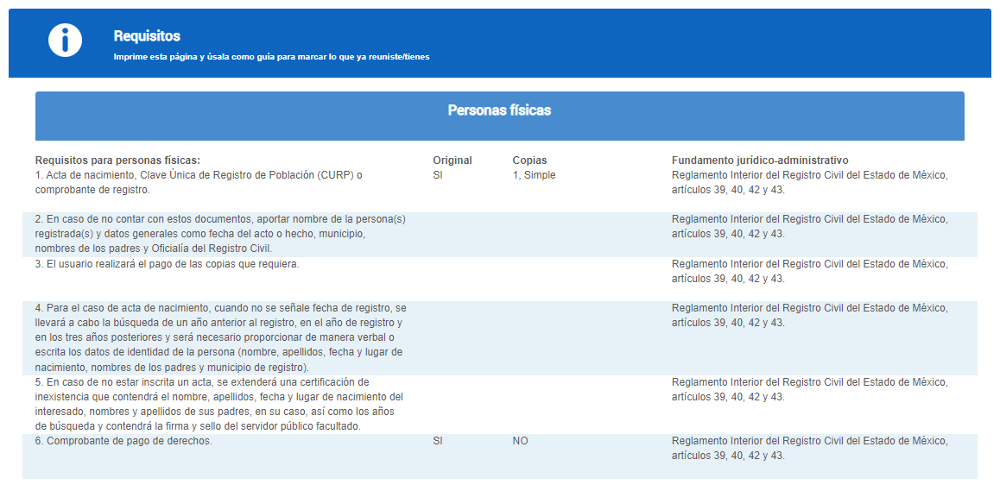 Requisitos
Imprime esta página y úsala como guía para marcar lo que ya reuniste/tienes
Personas físicas
Requisitos para personas físicas: Original Copias Fundamento jurídico-administrativo
1. Acta de nacimiento, Clave Única de Registro de Población (CURP) o SI 1, Simple Reglamento Interior del Registro Civil del Estado de México,
comprobante de registro. artículos 39, 40, 42 y 43.
2. En caso de no contar con estos documentos, aportar nombre de la persona(s) Reglamento Interior del Registro Civil del Estado de México,
registrada(s) y datos generales como fecha del acto o hecho, municipio, artículos 39, 40, 42 y 43.
nombres de los padres y Oficialía del Registro Civil.
3. El usuario realizará el pago de las copias que requiera. Reglamento Interior del Registro Civil del Estado de México,
artículos 39, 40, 42 y 43.
4. Para el caso de acta de nacimiento, cuando no se señale fecha de registro, se Reglamento Interior del Registro Civil del Estado de México,
llevará a cabo la búsqueda de un año anterior al registro, en el año de registro y artículos 39, 40, 42 y 43.
en los tres años posteriores y será necesario proporcionar de manera verbal o
escrita los datos de identidad de la persona (nombre, apellidos, fecha y lugar de
nacimiento, nombres de los padres y municipio de registro).
5. En caso de no estar inscrita un acta, se extenderá una certificación de Reglamento Interior del Registro Civil del Estado de México,
inexistencia que contendrá el nombre, apellidos, fecha y lugar de nacimiento del artículos 39, 40, 42 y 43.
interesado, nombres y apellidos de sus padres, en su caso, así como los años
de búsqueda y contendrá la firma y sello del servidor público facultado.
6. Comprobante de pago de derechos. SI NO Reglamento Interior del Registro Civil del Estado de México,
artículos 39, 40, 42 y 43.